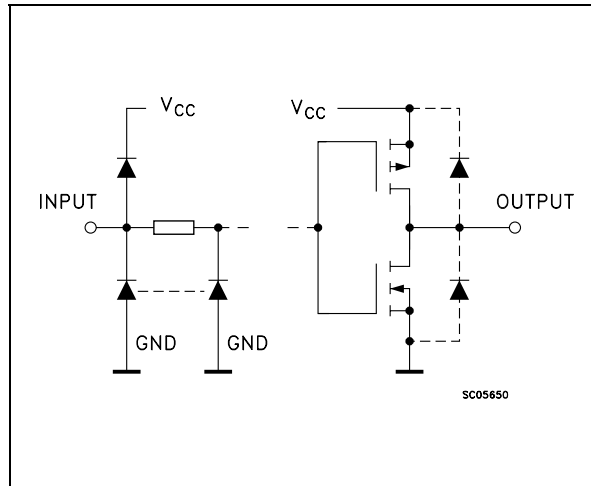 VCC
VCC
INPUT
OUTPUT
GND
GND
SC05650